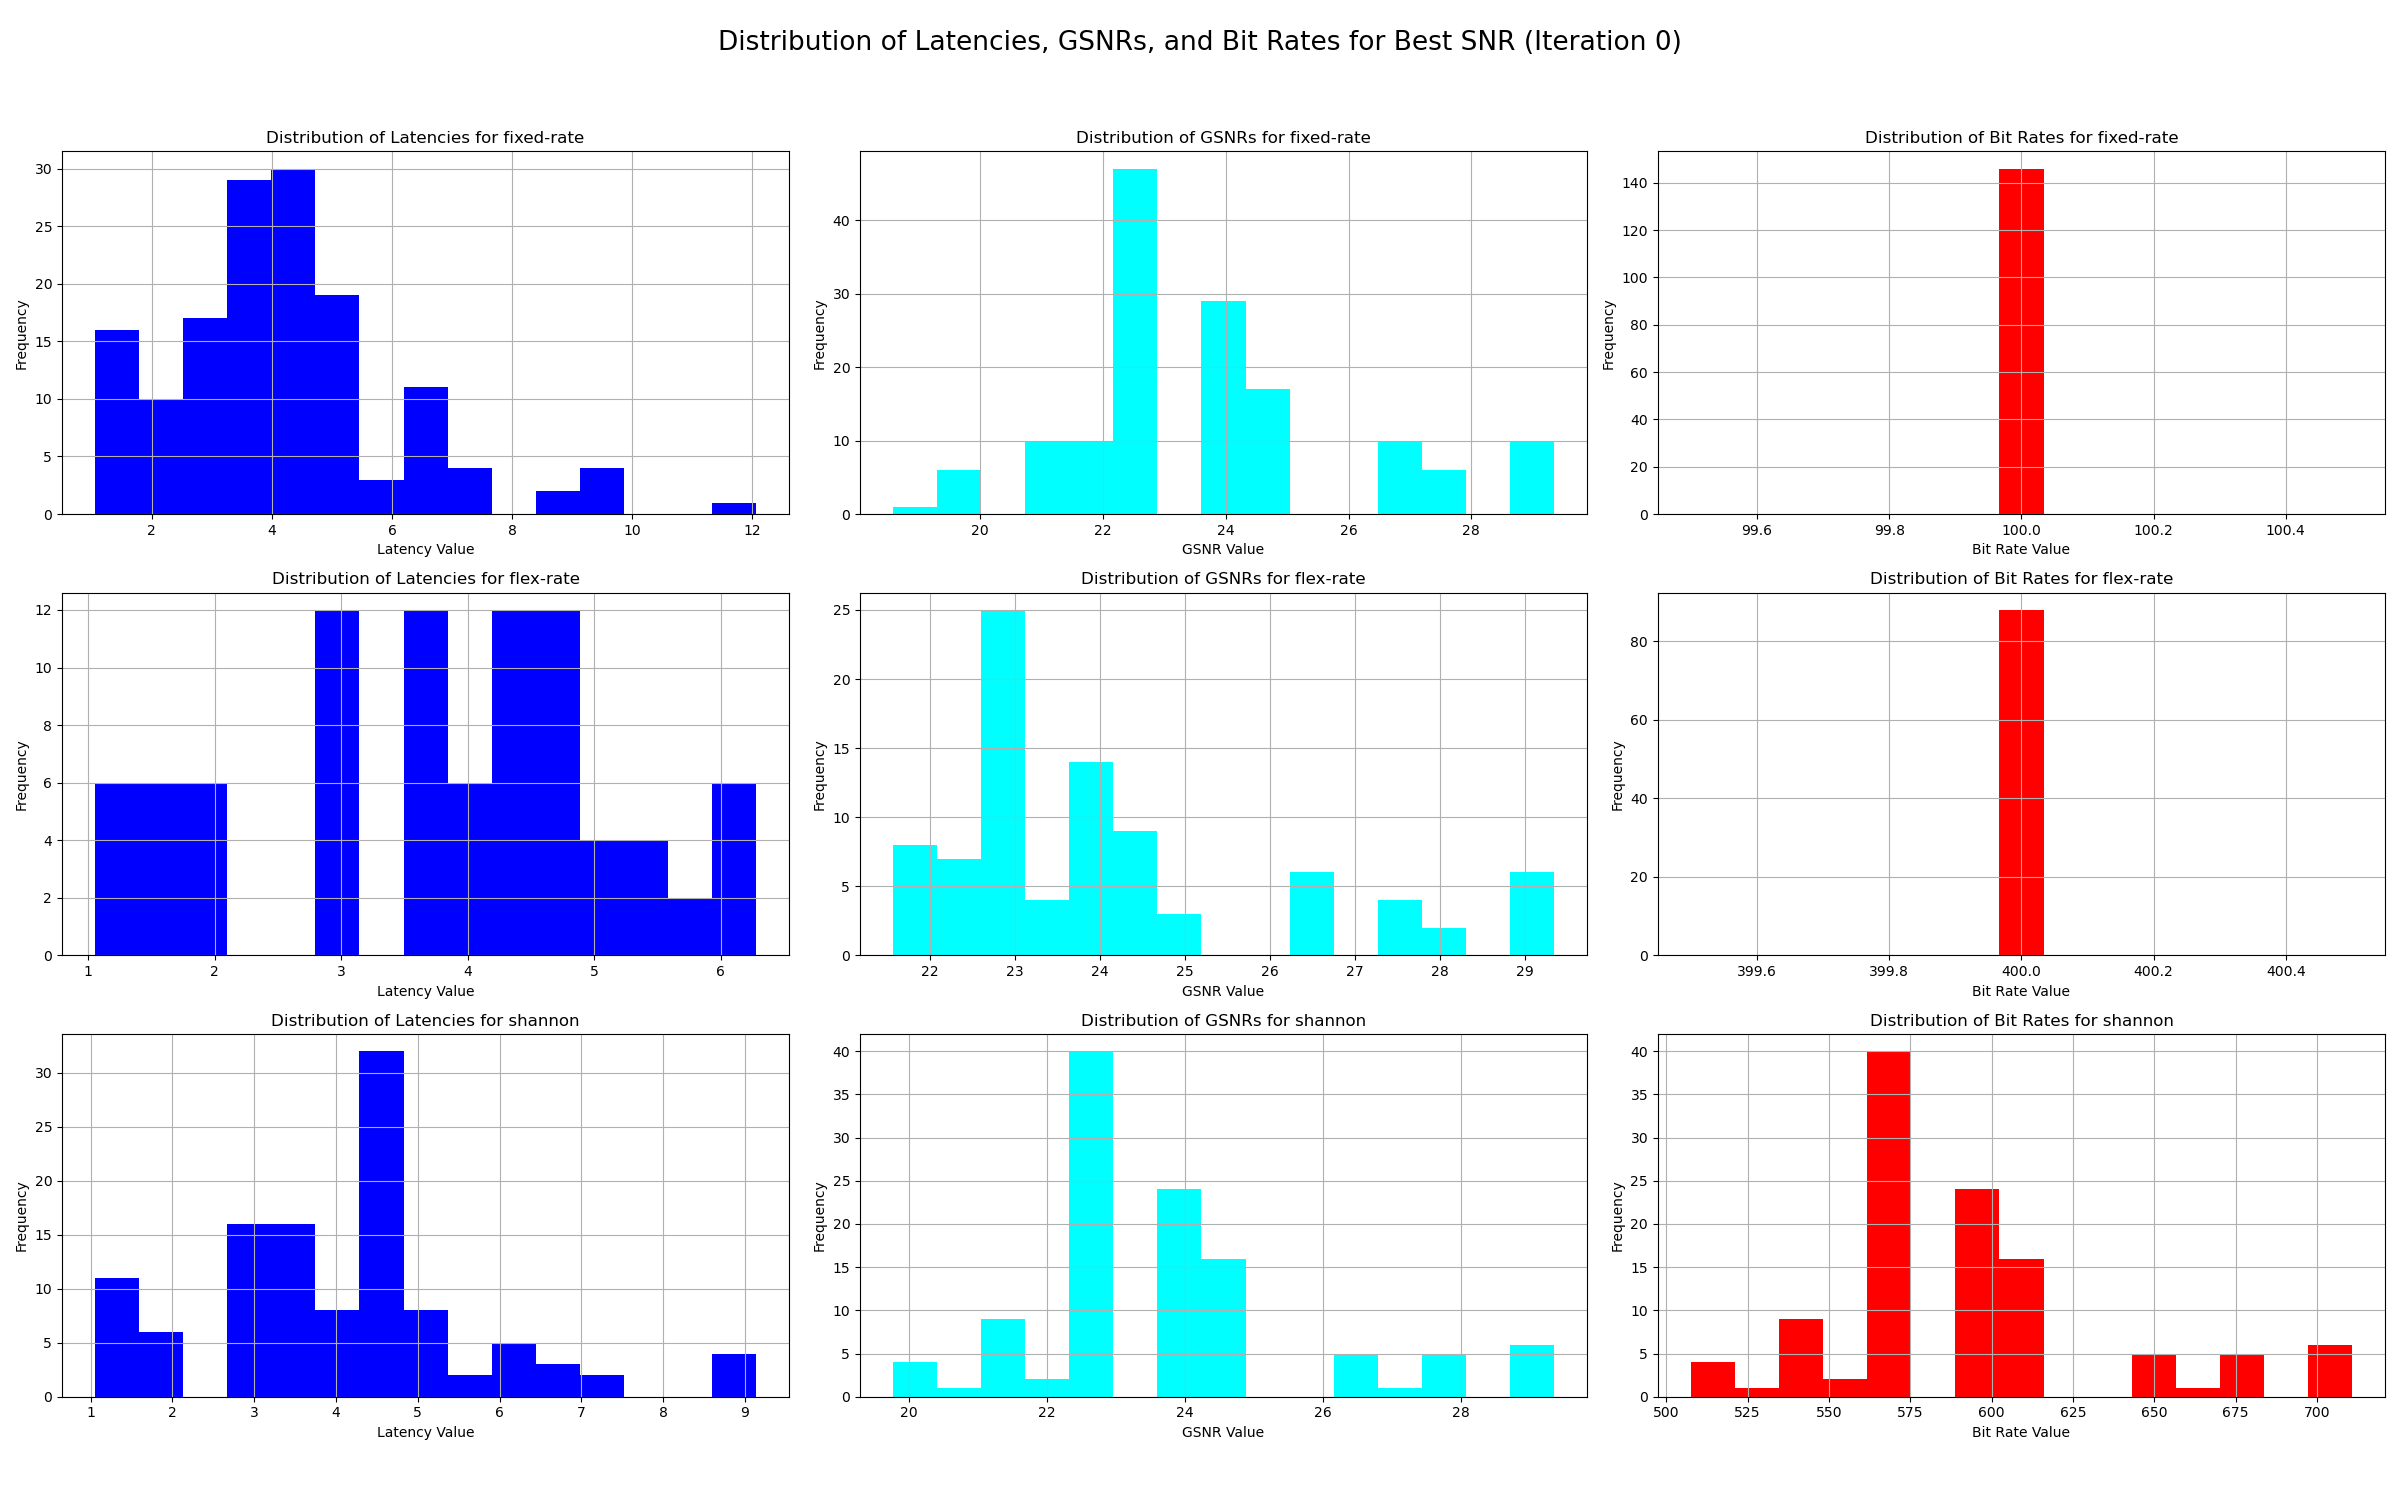 Distribution of Latencies, GSNRs, and Bit Rates for Best SNR (Iteration 0)
Distribution of Latencies for fixed-rate
Frequency
30
25
20
15
10
5
0
2 4 6 8 10 12
Latency Value
Distribution of GSNRs for fixed-rate
Frequency
40
30
20
10
0
20 22 24 26 28
GSNR Value
Distribution of Bit Rates for fixed-rate
Frequency
140
120
100
80
60
40
20
0
99.6 99.8 100.0 100.2 100.4
Bit Rate Value
Distribution of Latencies for flex-rate
Frequency
12
10
8
6
4
2
0
1 2 3 4 5 6
Latency Value
Distribution of GSNRs for flex-rate
Frequency
25
20
15
10
5
0
22 23 24 25 26 27 28 29
GSNR Value
Distribution of Bit Rates for flex-rate
Frequency
80
60
40
20
0
399.6 399.8 400.0 400.2 400.4
Bit Rate Value
Distribution of Latencies for shannon
Frequency
30
25
20
15
10
5
0
1 2 3 4 5 6 7 8 9
Latency Value
Distribution of GSNRs for shannon
Frequency
40
35
30
25
20
15
10
5
0
20 22 24 26 28
GSNR Value
Distribution of Bit Rates for shannon
Frequency
40
35
30
25
20
15
10
5
0
500 525 550 575 600 625 650 675 700
Bit Rate Value